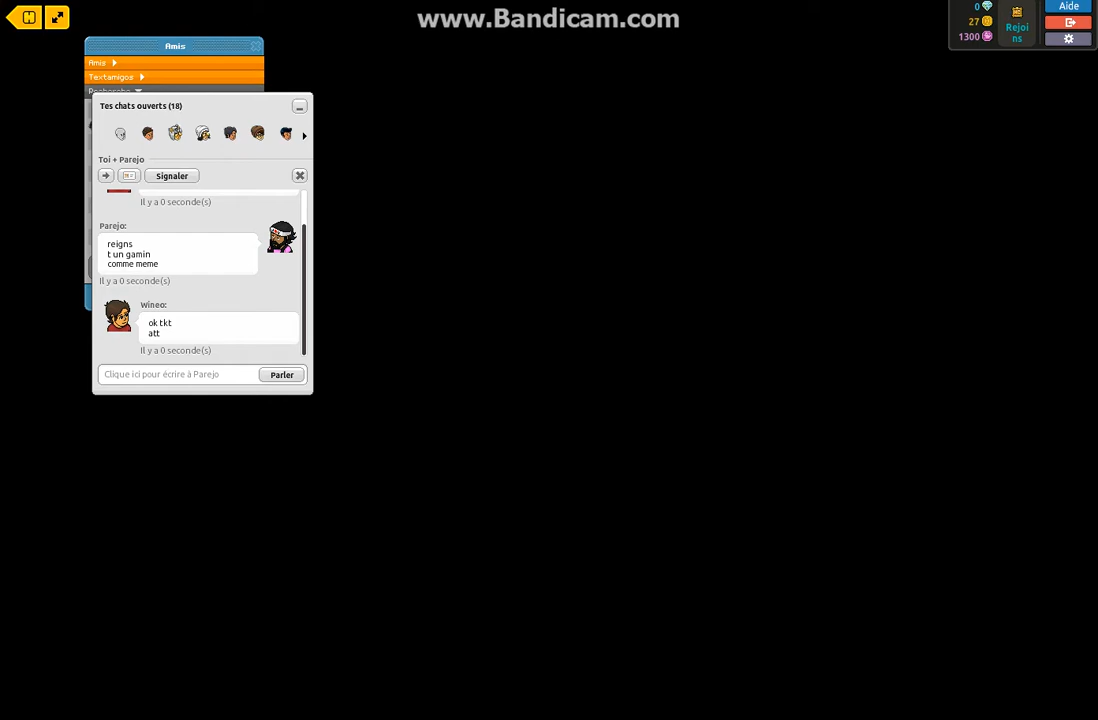 www.Bandicam.com
0
27
1300
Rejoi
ns
Aide
Amis
Amis
Textamigos
Recherche
Tes chats ouverts (18)
Toi + Parejo
Signaler
Il y a 0 seconde(s)
Parejo:
reigns
t un gamin
comme meme
Il y a 0 seconde(s)
Wineo:
ok tkt
att
Il y a 0 seconde(s)
Clique ici pour écrire à Parejo
Parler